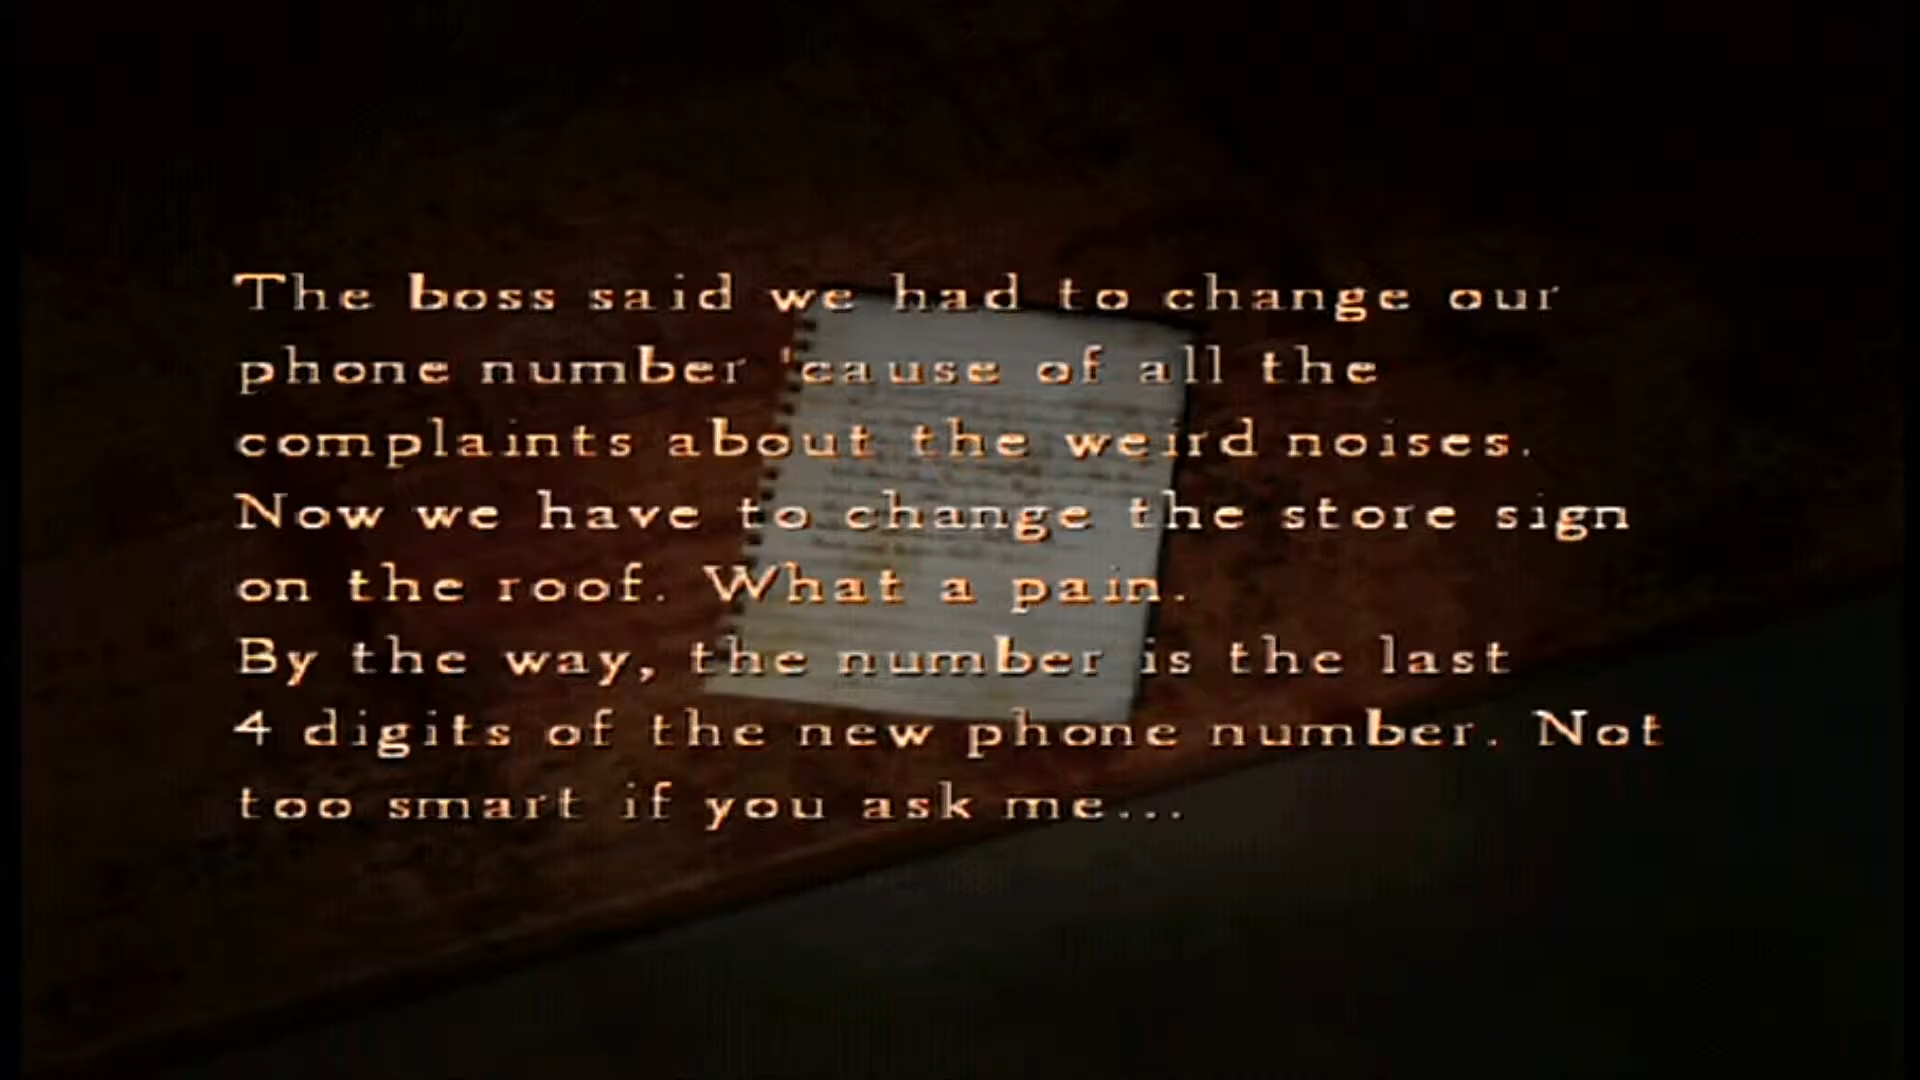 The boss said we had to change our
phone number 'cause of all the
complaints about the weird noises.
Now we have to change the store sign
on the roof. What a pain.
By the way, the number is the last
4 digits of the new phone number. Not
too smart if you ask me...